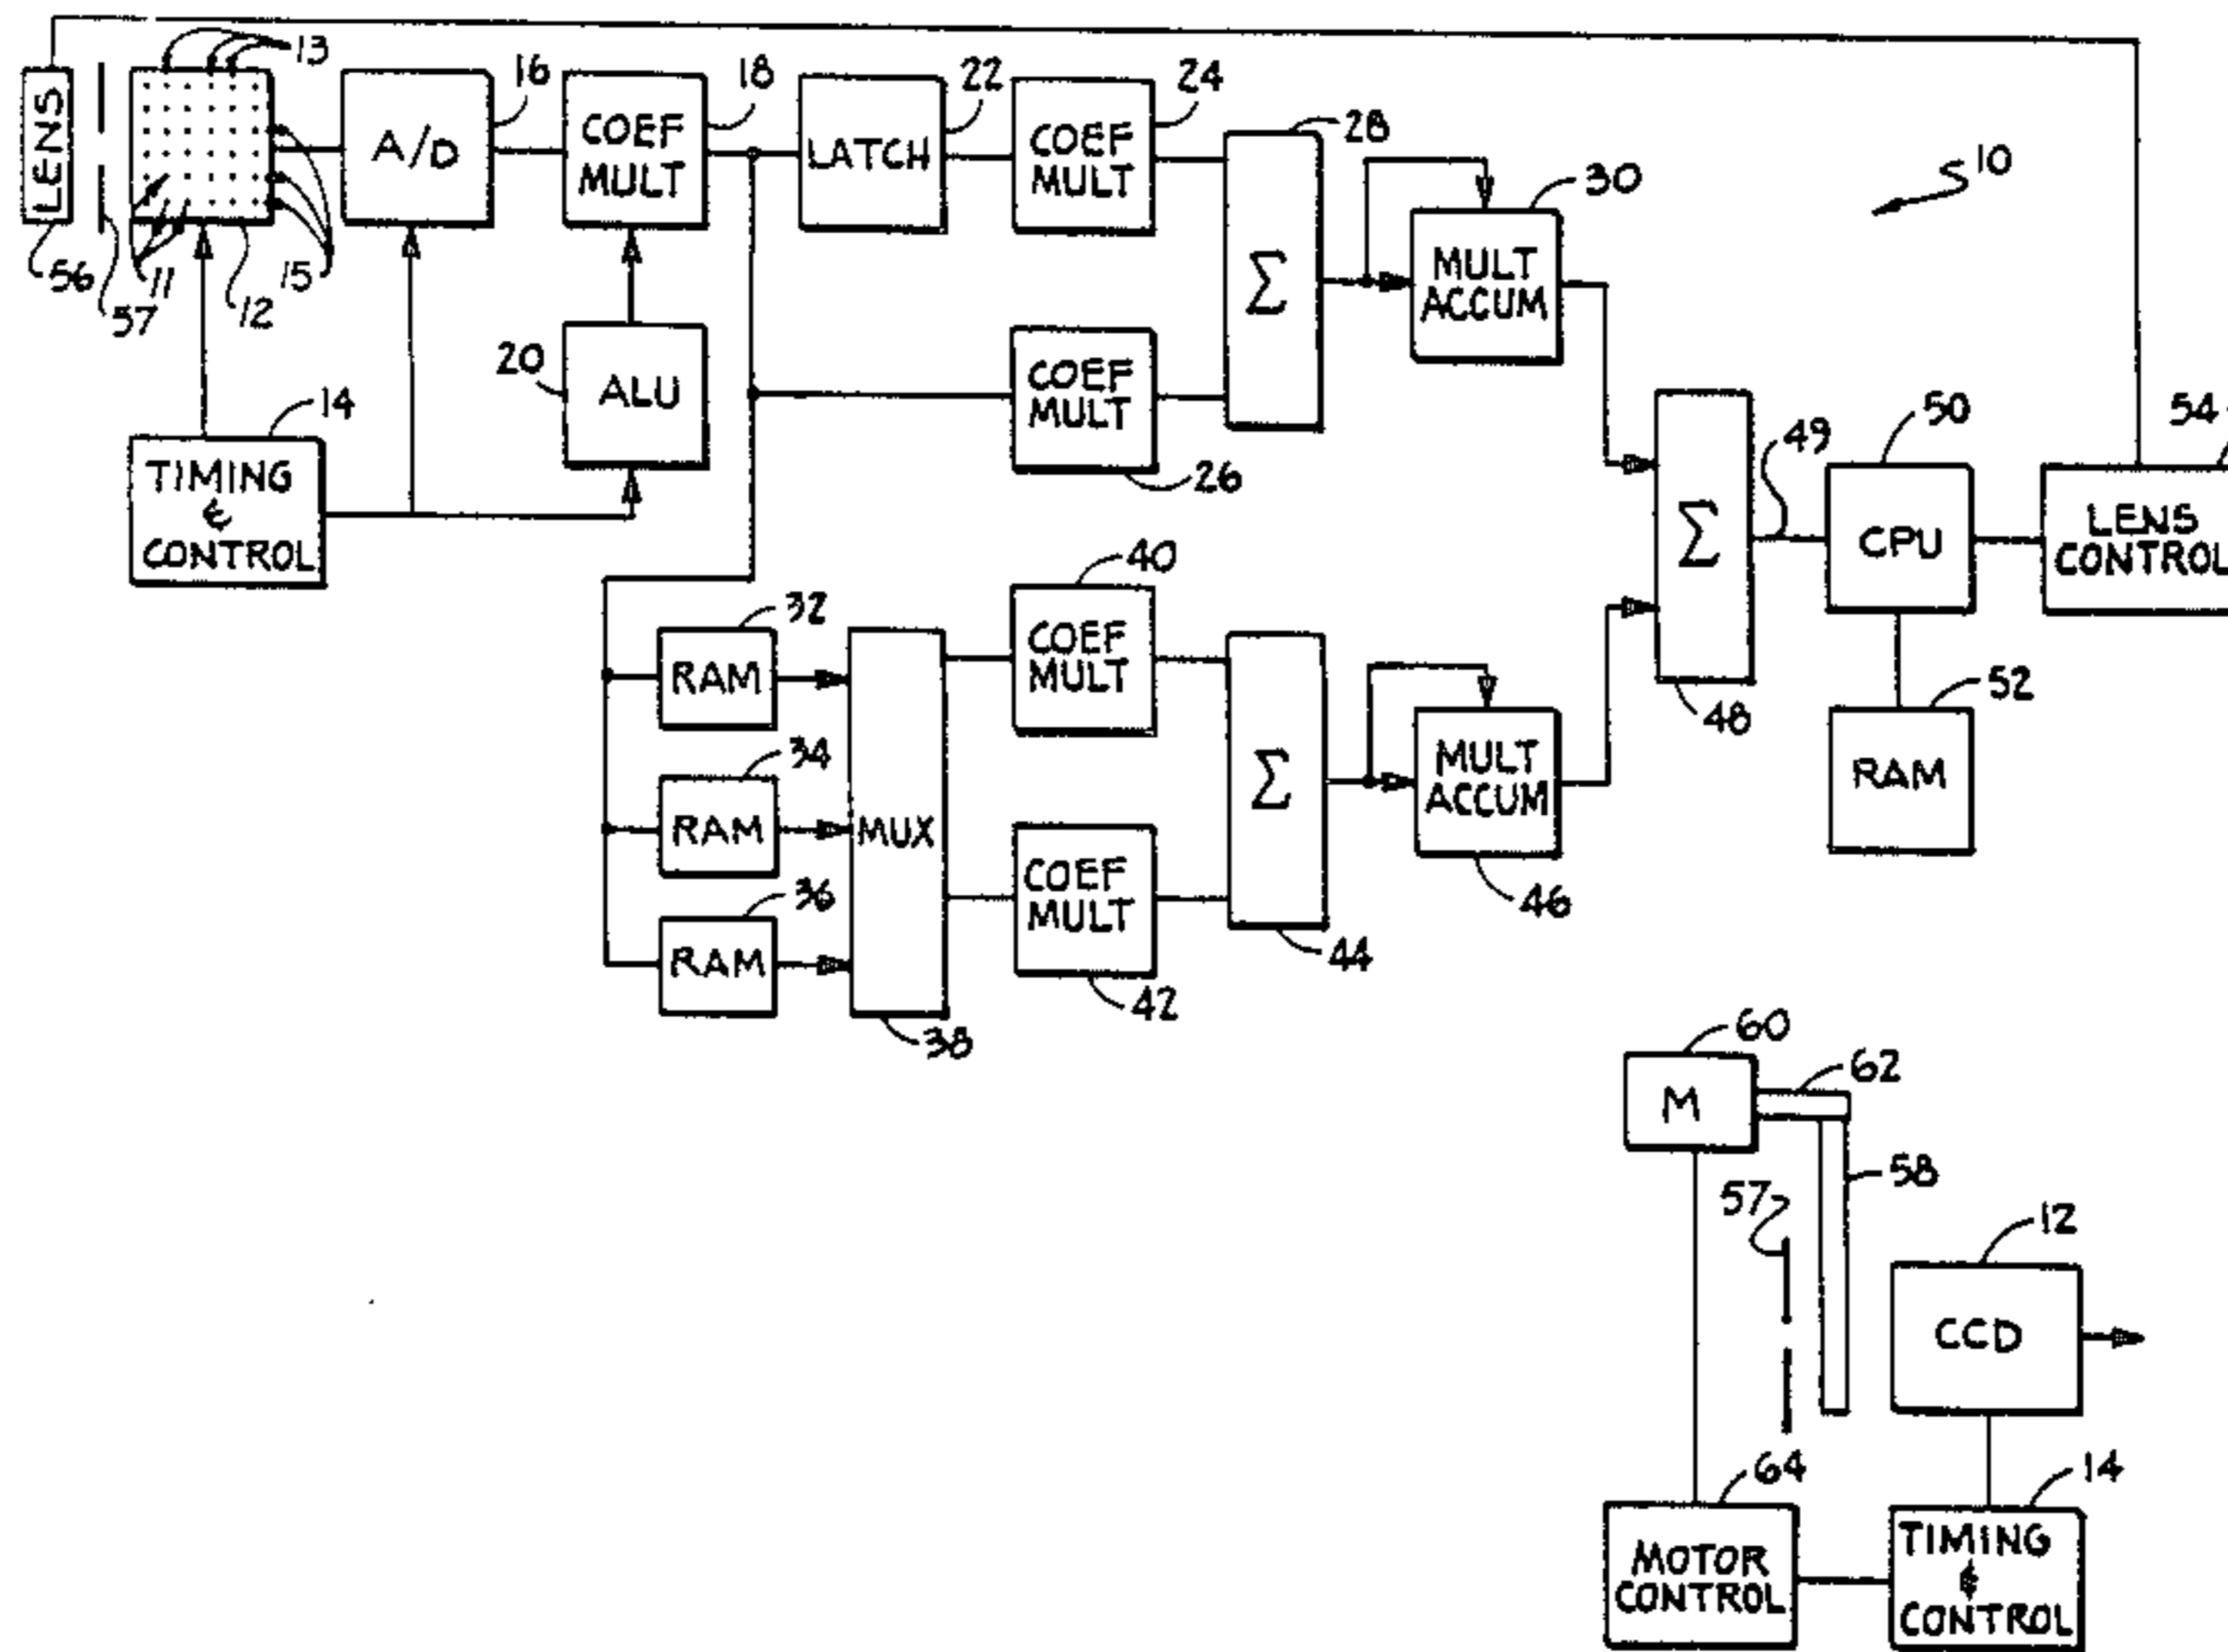 13
LENS
A/D
16
COEF
MULT
18
LATCH
22
COEF
MULT
24
28
Σ
MULT
ACCUM
30
10
56
57
11
12
15
14
TIMING
&
CONTROL
20
ALU
COEF
MULT
26
Σ
48
49
CPU
50
LENS
CONTROL
54
RAM
52
RAM
32
RAM
34
RAM
36
MUX
38
COEF
MULT
40
COEF
MULT
42
Σ
44
MULT
ACCUM
46
M
60
62
58
57
CCD
12
MOTOR
CONTROL
64
TIMING
&
CONTROL
14